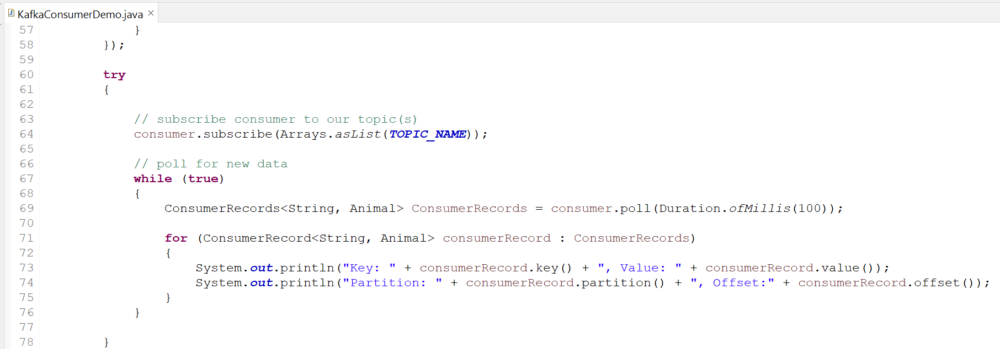 KafkaConsumerDemo.java ×
57 }
58 });
59
60 try
61 {
62
63 // subscribe consumer to our topic(s)
64 consumer.subscribe(Arrays.asList(TOPIC_NAME));
65
66 // poll for new data
67 while (true)
68 {
69 ConsumerRecords<String, Animal> ConsumerRecords = consumer.poll(Duration.ofMillis(100));
70
71 for (ConsumerRecord<String, Animal> consumerRecord : ConsumerRecords)
72 {
73 System.out.println("Key: " + consumerRecord.key() + ", Value: " + consumerRecord.value());
74 System.out.println("Partition: " + consumerRecord.partition() + ", Offset:" + consumerRecord.offset());
75 }
76 }
77
78 }